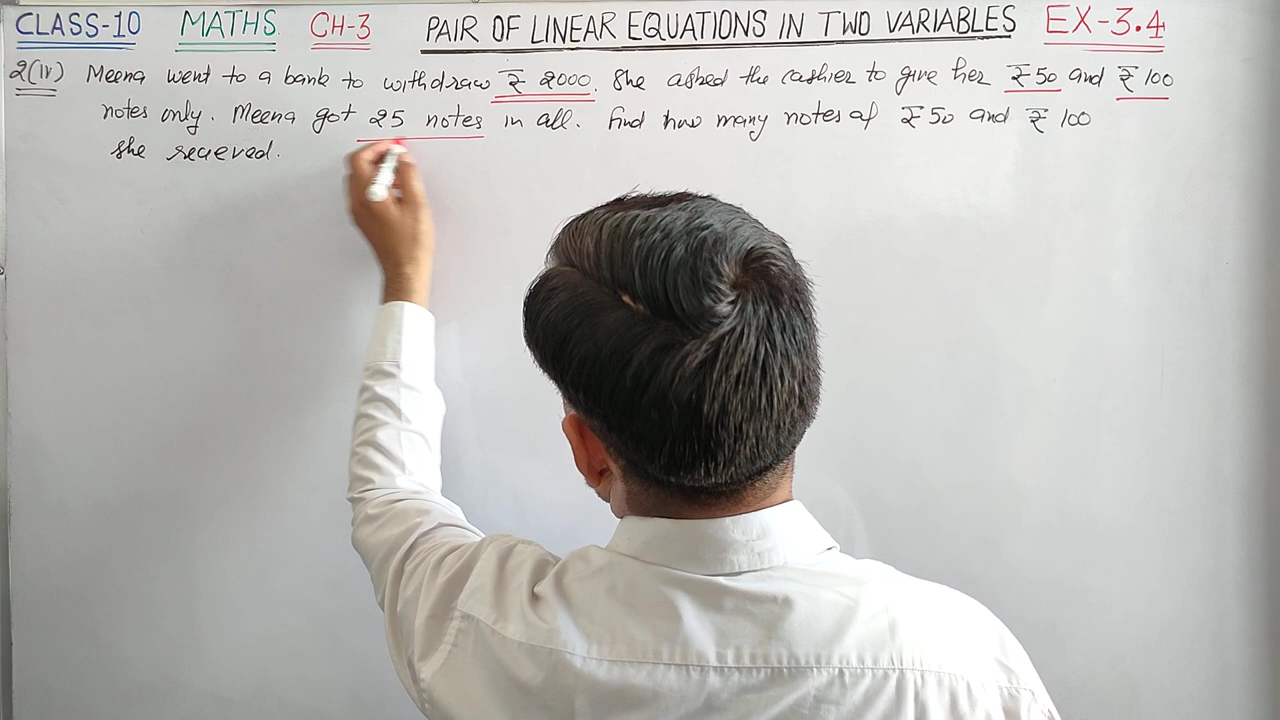 CLASS-10 MATHS CH-3 PAIR OF LINEAR EQUATIONS IN TWO VARIABLES EX-3.4
2(iv) Meena went to a bank to withdraw ₹ 2000. She asked the cashier to give her ₹ 50 and ₹ 100
notes only. Meena got 25 notes in all. Find how many notes of ₹ 50 and ₹ 100
She recieved.